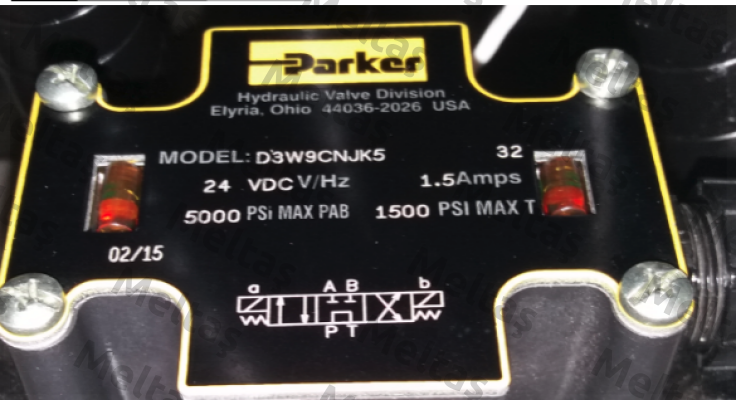 Parker
Hydraulic Valve Division
Elyria, Ohio 44036-2026 USA
MODEL: D3W9CNJK5 32
24 VDC V/Hz 1.5Amps
5000 PSi MAX PAB 1500 PSI MAX T
02/15
a A B b
P T
Meltas